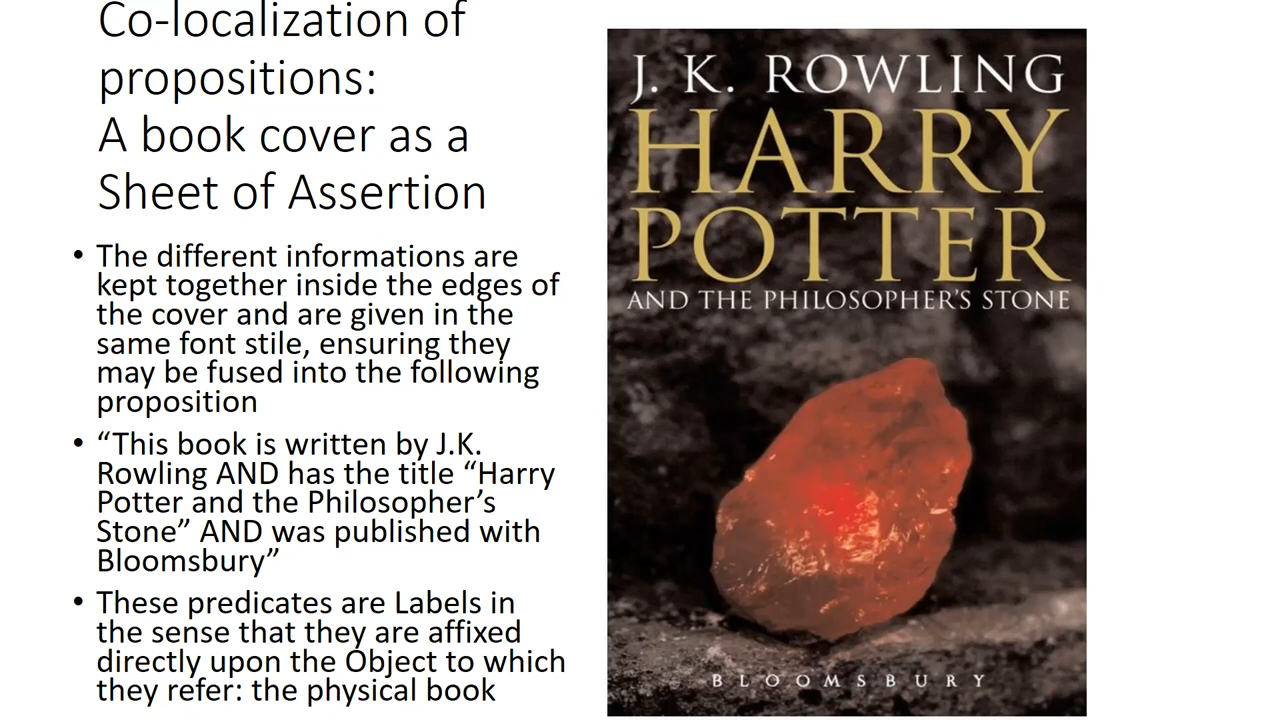 Co-localization of
propositions:
A book cover as a
Sheet of Assertion
• The different informations are
kept together inside the edges of
the cover and are given in the
same font stile, ensuring they
may be fused into the following
proposition
• “This book is written by J.K.
Rowling AND has the title “Harry
Potter and the Philosopher’s
Stone” AND was published with
Bloomsbury”
• These predicates are Labels in
the sense that they are affixed
directly upon the Object to which
they refer: the physical book
J. K. ROWLING
HARRY
POTTER
AND THE PHILOSOPHER’S STONE
BLOOMSBURY